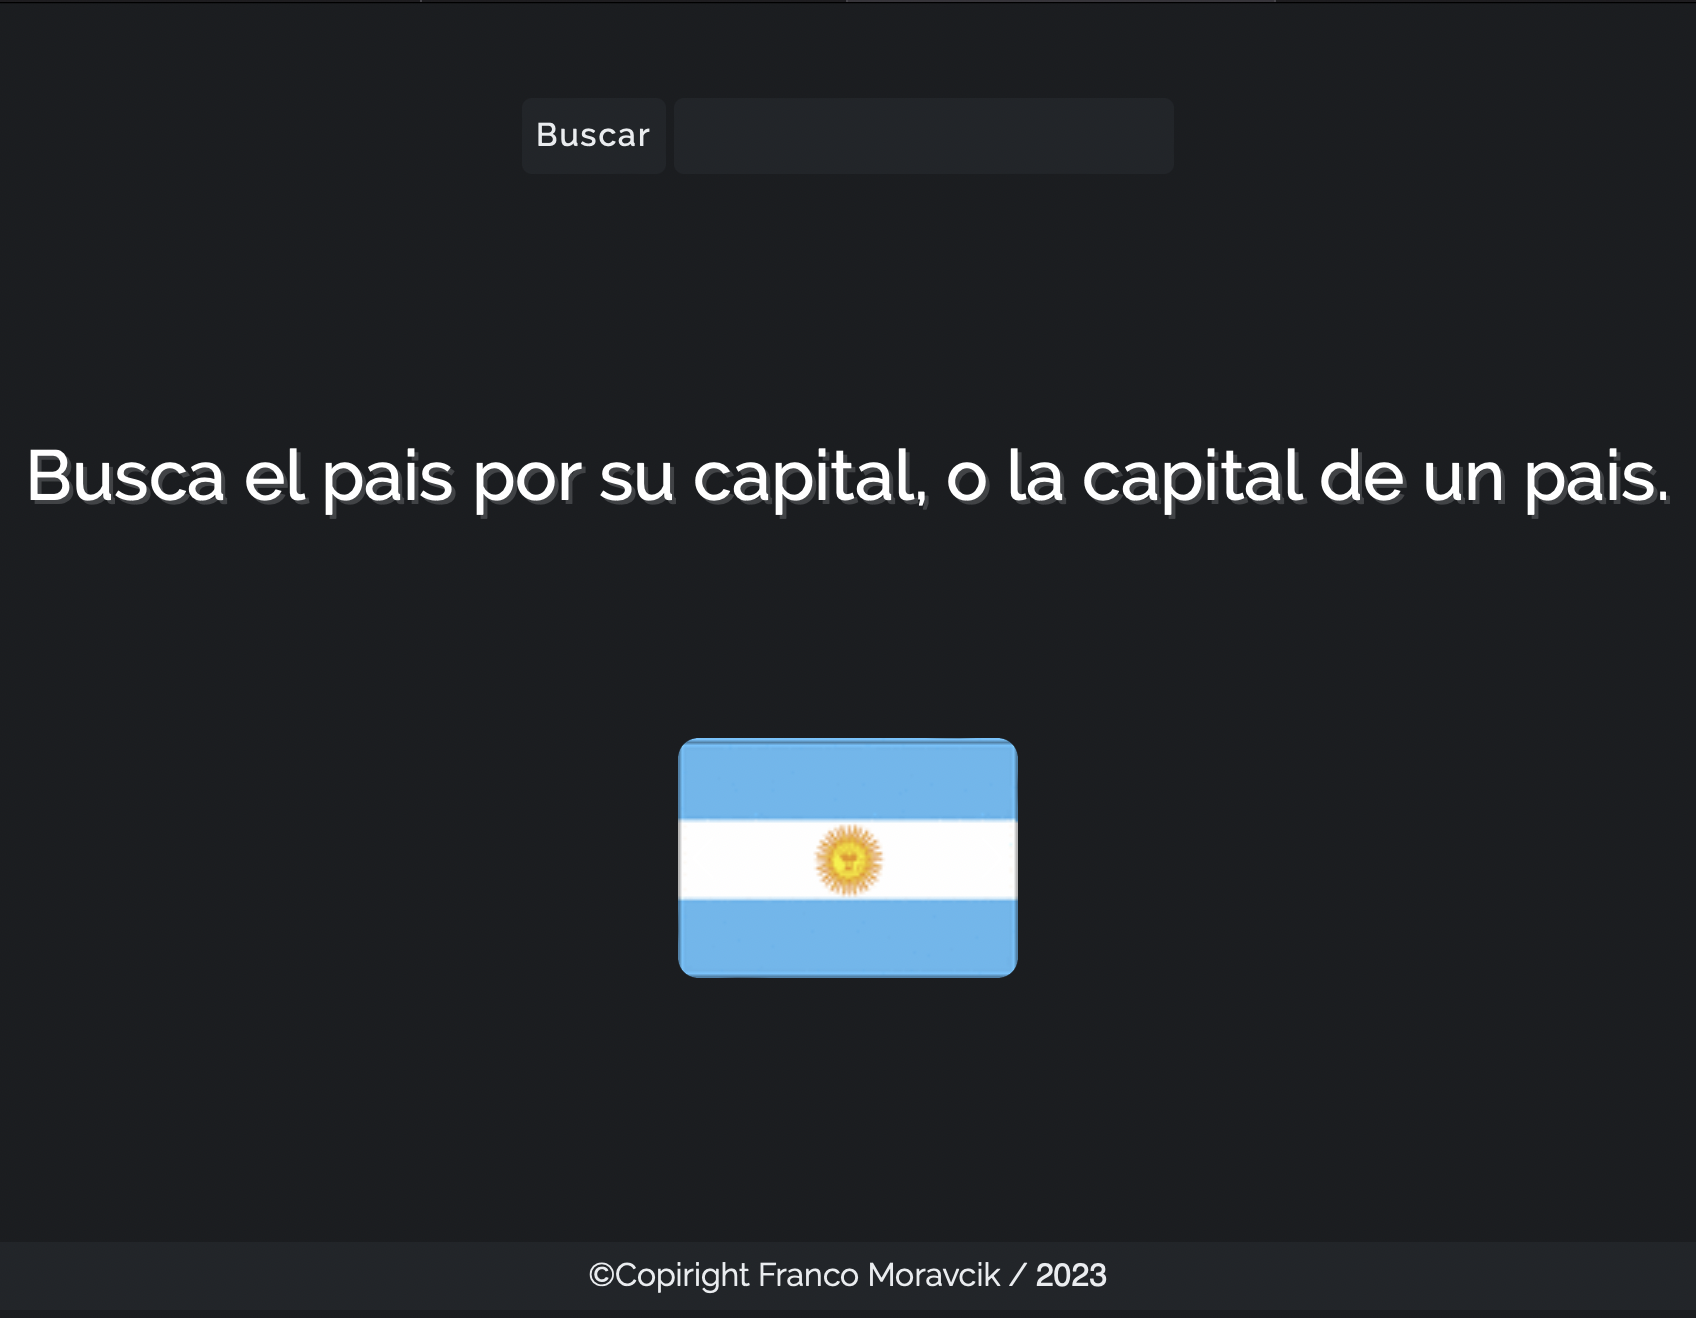 Buscar
Busca el pais por su capital, o la capital de un pais.
©Copiright Franco Moravcik / 2023